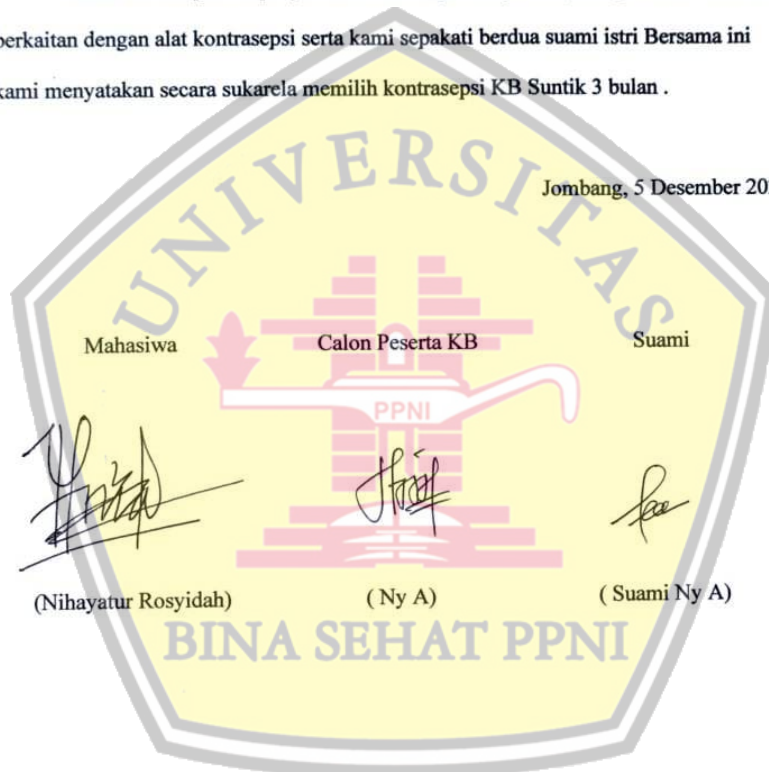 berkaitan dengan alat kontrasepsi serta kami sepakati berdua suami istri Bersama ini
kami menyatakan secara sukarela memilih kontrasepsi KB Suntik 3 bulan .
UNIVERSITAS
Jombang, 5 Desember 20
Mahasiwa Calon Peserta KB Suami
PPNI
(Nihayatur Rosyidah) ( Ny A) ( Suami Ny A)
BINA SEHAT PPNI